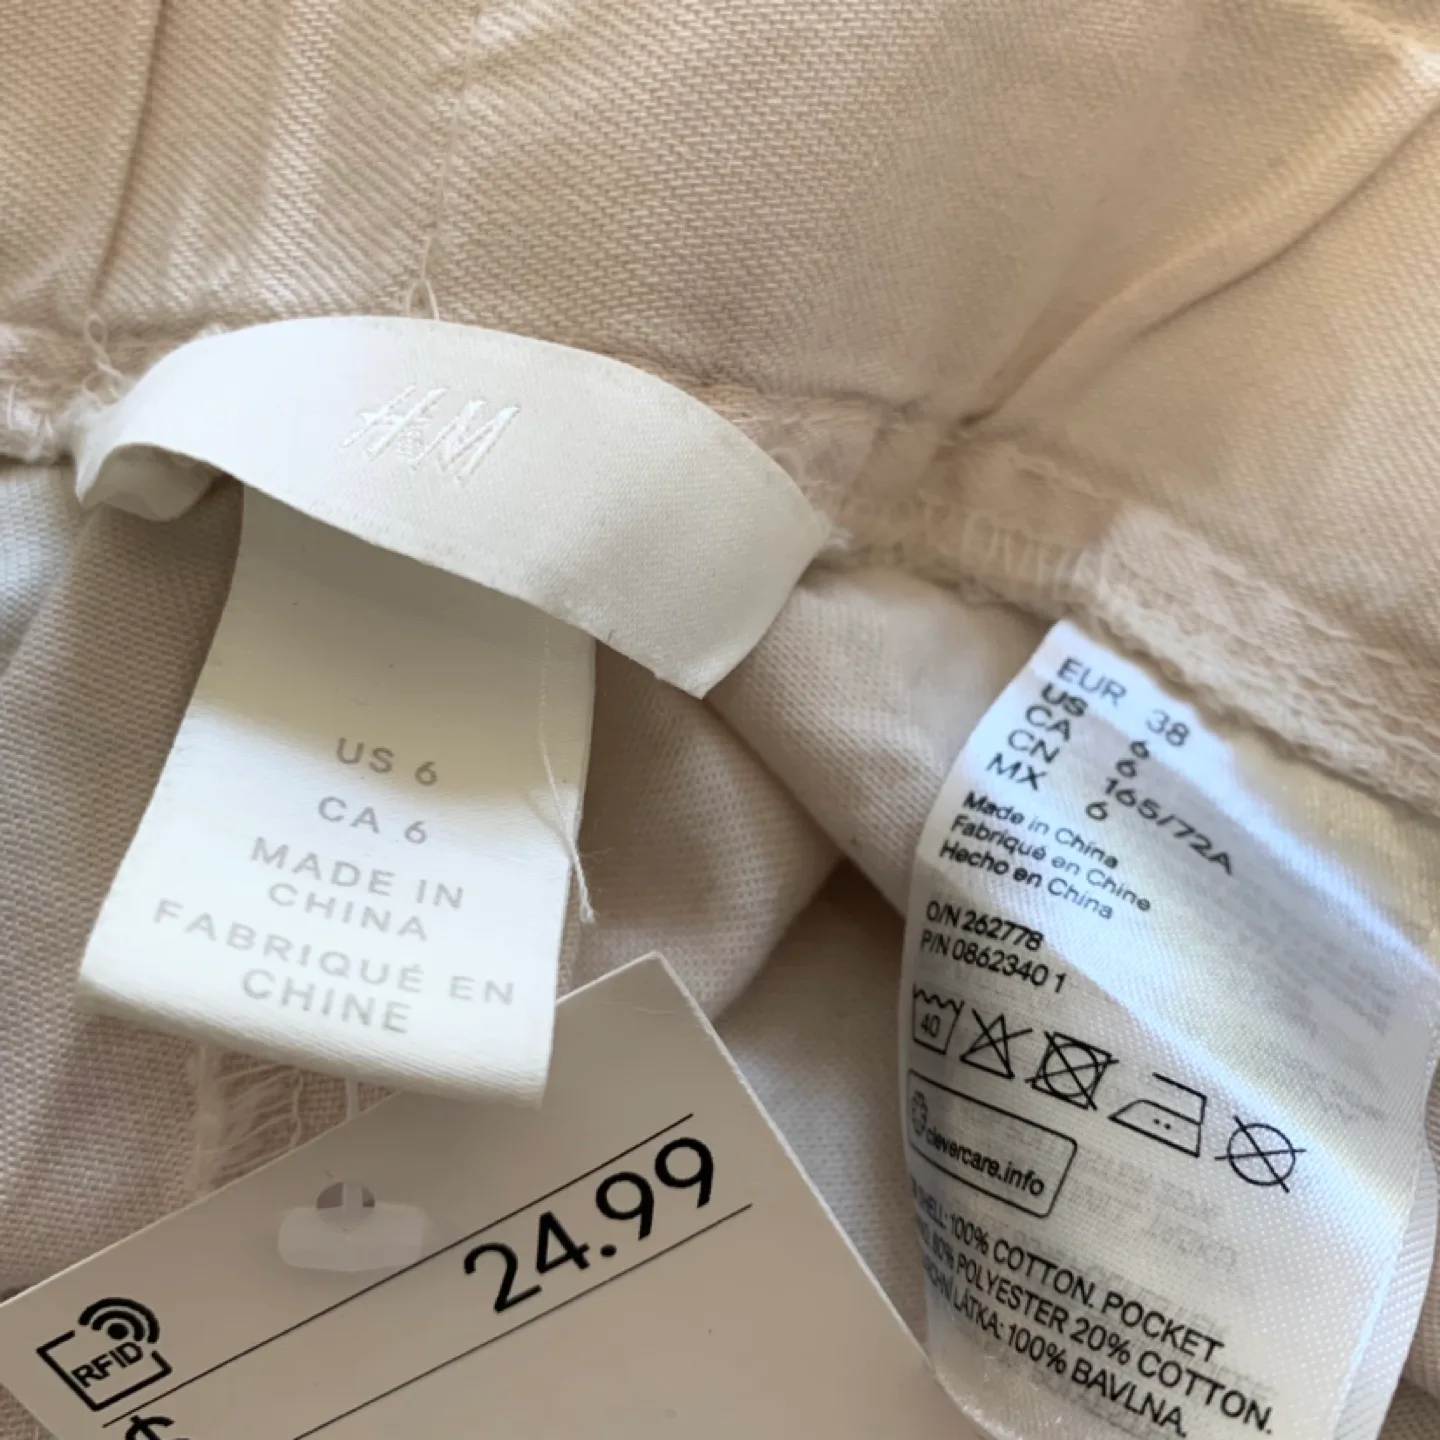 H&M
US 6
CA 6
MADE IN
CHINA
FABRIQUÉ EN
CHINE
24.99
RFID
EUR 38
US 6
CA 6
CN 165/72A
MX 6
Made in China
Fabriqué en Chine
Hecho en China
O/N 262778
P/N 0862340 1
40
clevercare.info
SHELL: 100% COTTON. POCKET
80% POLYESTER 20% COTTON.
LÁTKA: 100% BAVLNA.